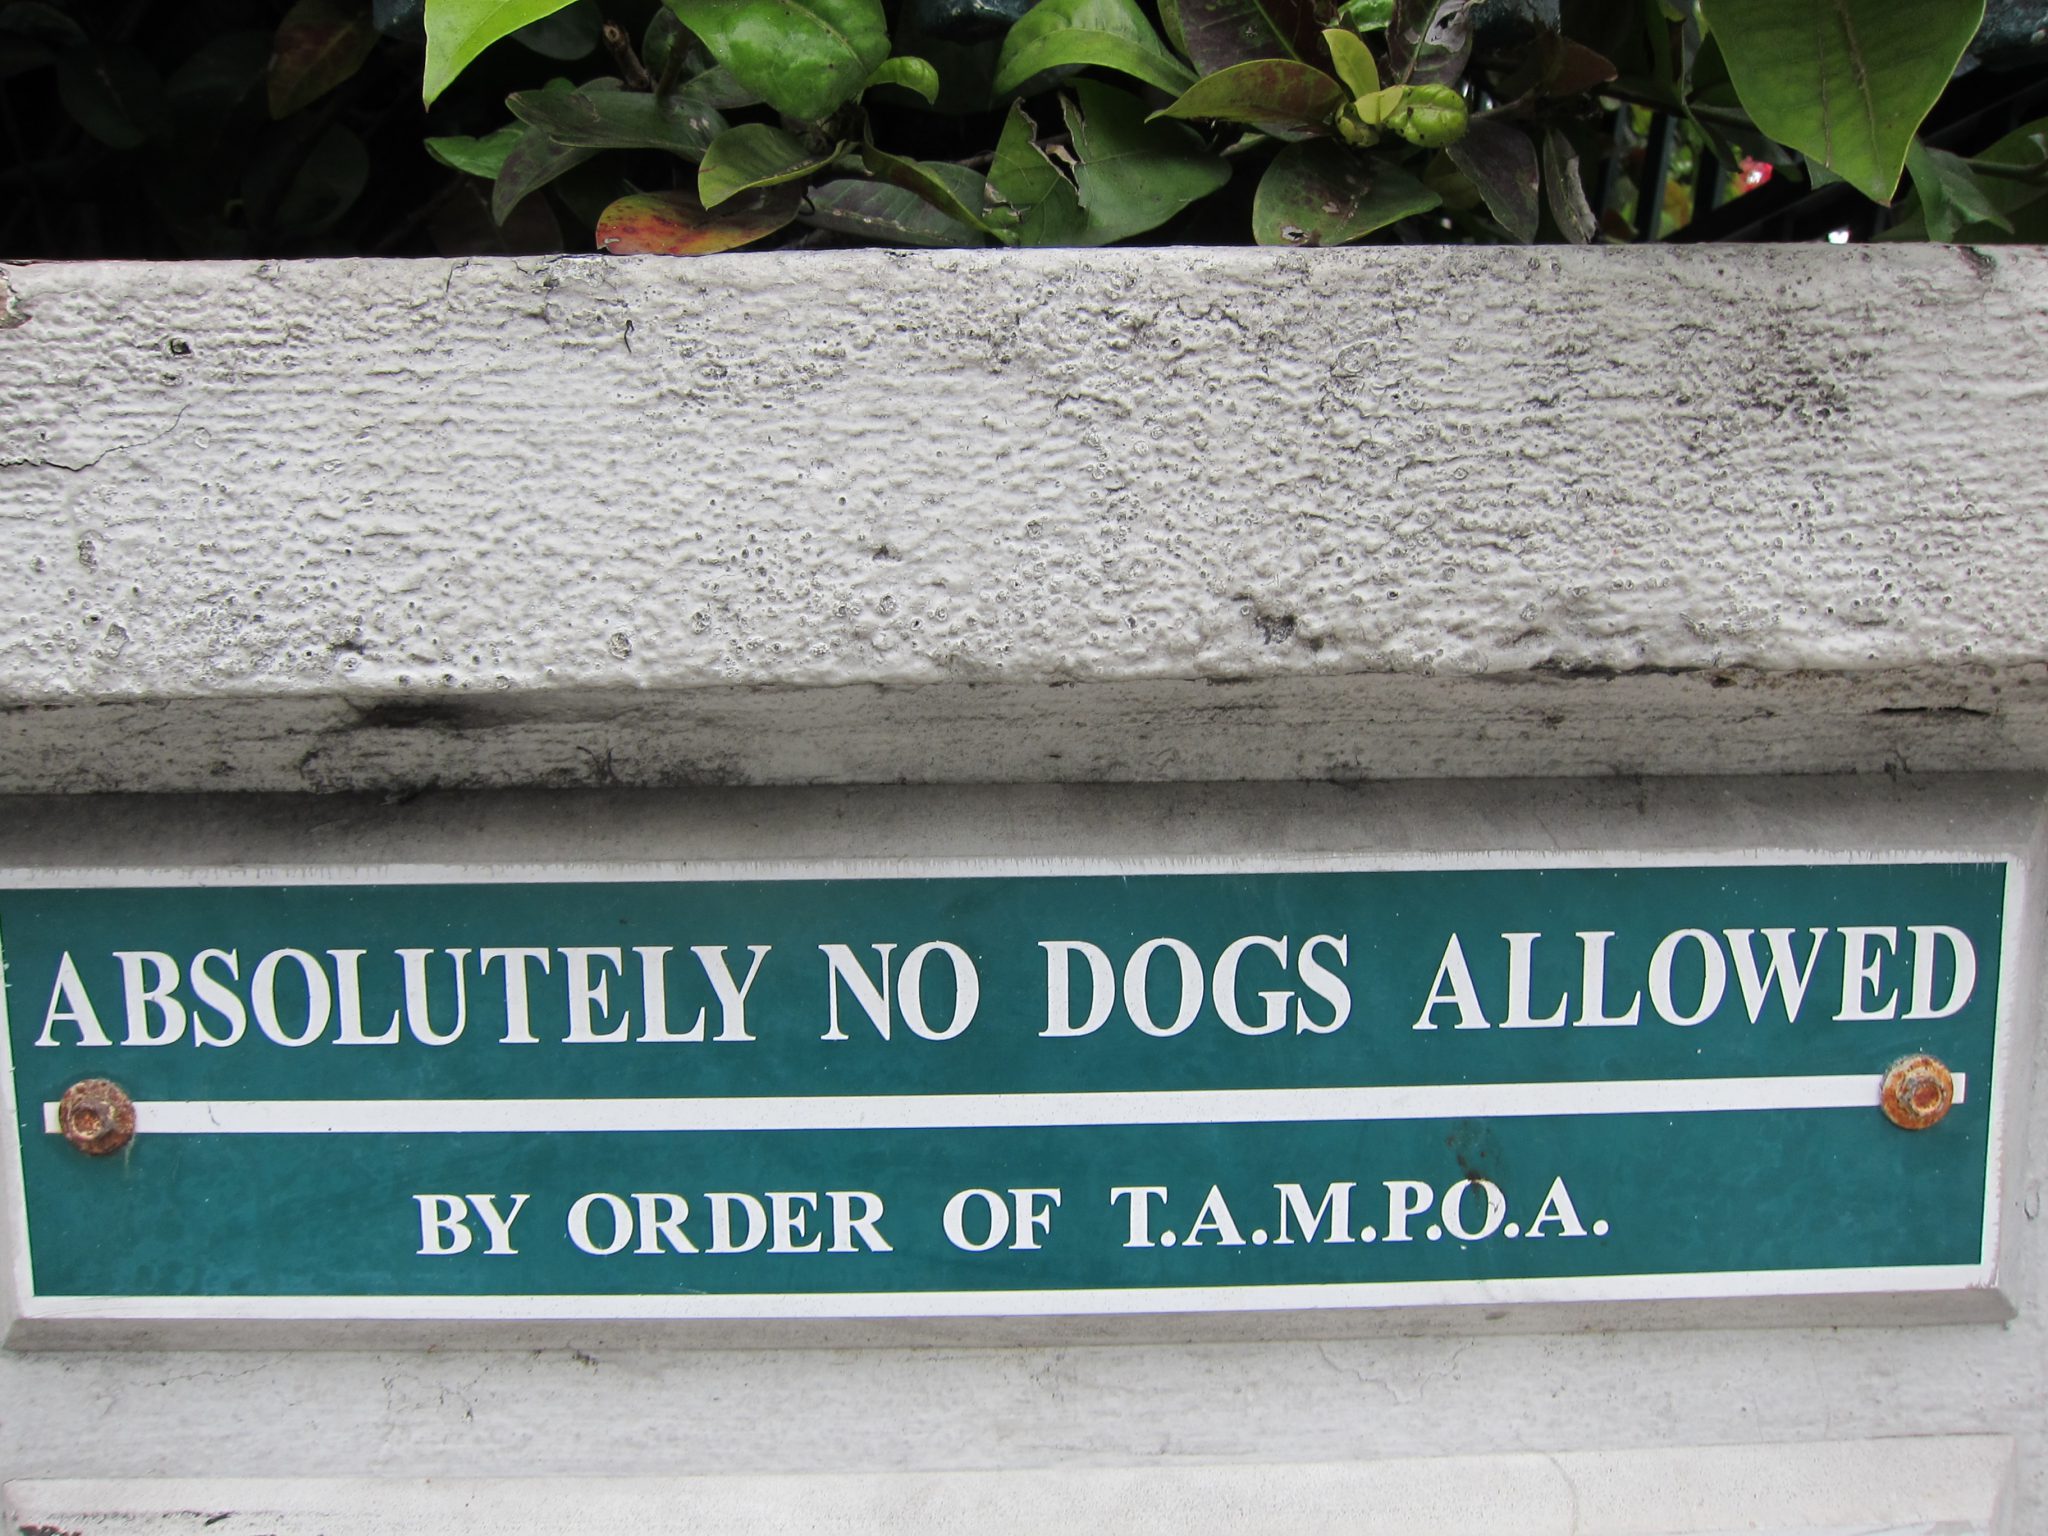 ABSOLUTELY NO DOGS ALLOWED
BY ORDER OF T.A.M.P.O.A.